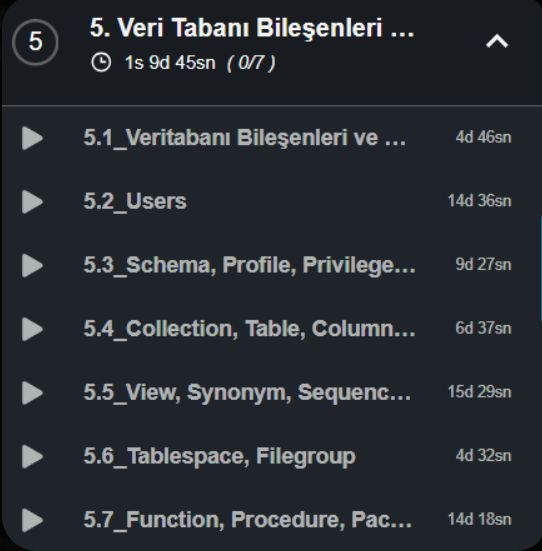 5
5. Veri Tabanı Bileşenleri ...
1s 9d 45sn ( 0/7 )
5.1_Veritabanı Bileşenleri ve ... 4d 46sn
5.2_Users 14d 36sn
5.3_Schema, Profile, Privilege... 9d 27sn
5.4_Collection, Table, Column... 6d 37sn
5.5_View, Synonym, Sequenc... 15d 29sn
5.6_Tablespace, Filegroup 4d 32sn
5.7_Function, Procedure, Pac... 14d 18sn